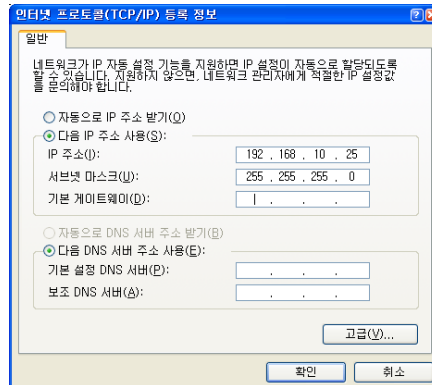 인터넷 프로토콜(TCP/IP) 등록 정보
일반
네트워크가 IP 자동 설정 기능을 지원하면 IP 설정이 자동으로 할당되도록
할 수 있습니다. 지원하지 않으면, 네트워크 관리자에게 적절한 IP 설정값
을 문의해야 합니다.
자동으로 IP 주소 받기(O)
다음 IP 주소 사용(S):
IP 주소(I): 192 . 168 . 10 . 25
서브넷 마스크(U): 255 . 255 . 255 . 0
기본 게이트웨이(D): . . .
자동으로 DNS 서버 주소 받기(B)
다음 DNS 서버 주소 사용(E):
기본 설정 DNS 서버(P): . . .
보조 DNS 서버(A): . . .
고급(V)...
확인 취소